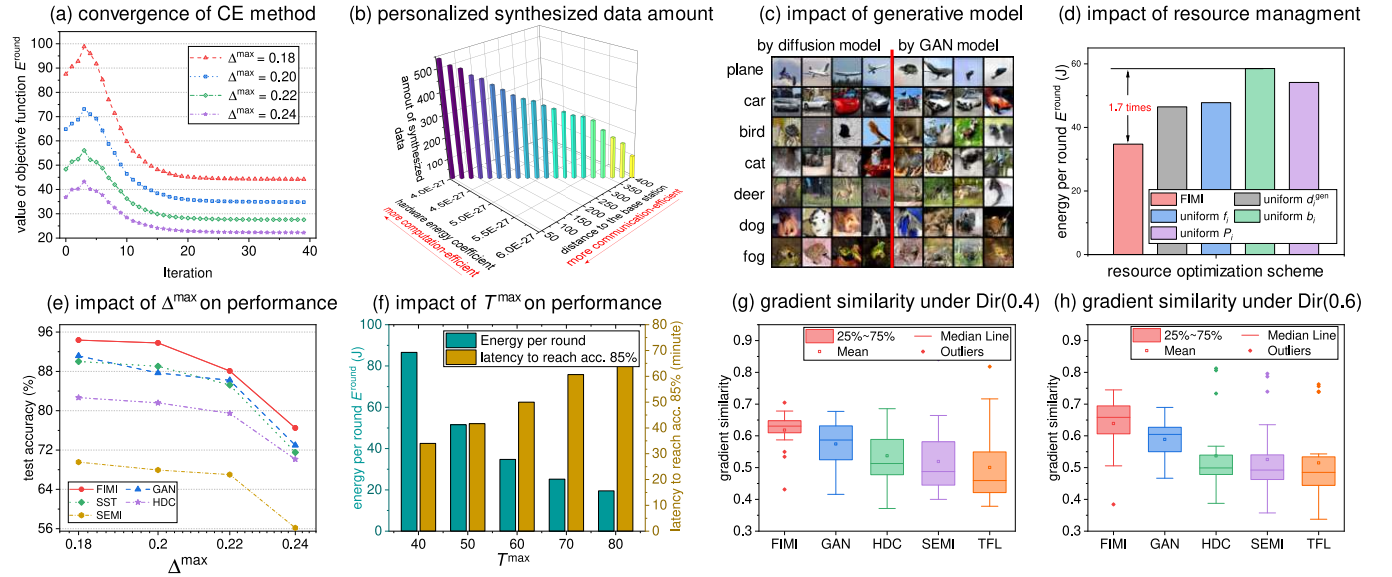 (a) convergence of CE method
value of objective function E^round
100
90
80
70
60
50
40
30
20
Δ^max = 0.18
Δ^max = 0.20
Δ^max = 0.22
Δ^max = 0.24
0
10
20
30
40
Iteration
(b) personalized synthesized data amount
amout of synthesized
data
500
400
300
200
100
4.0E-27
4.5E-27
5.0E-27
5.5E-27
6.0E-27
hardware energy coefficient
more computation-efficient
50
50
100
150
200
250
300
350
400
distance to the base station
more communication-efficient
(c) impact of generative model
by diffusion model
by GAN model
plane
car
bird
cat
deer
dog
fog
(d) impact of resource managment
energy per round E^round (J)
60
40
20
0
1.7 times
FIMI
uniform d_i^gen
uniform f_i
uniform b_i
uniform P_i
resource optimization scheme
(e) impact of Δ^max on performance
test accuracy (%)
96
88
80
72
64
56
FIMI
GAN
SST
HDC
SEMI
0.18
0.2
0.22
0.24
Δ^max
(f) impact of T^max on performance
energy per round E^round (J)
100
80
60
40
20
0
Energy per round
latency to reach acc. 85%
80
70
60
50
40
30
20
10
0
latency to reach acc. 85% (minute)
40
50
60
70
80
T^max
(g) gradient similarity under Dir(0.4)
gradient similarity
0.9
0.8
0.7
0.6
0.5
0.4
0.3
25%~75%
Median Line
Mean
Outliers
FIMI
GAN
HDC
SEMI
TFL
(h) gradient similarity under Dir(0.6)
gradient similarity
0.9
0.8
0.7
0.6
0.5
0.4
0.3
25%~75%
Median Line
Mean
Outliers
FIMI
GAN
HDC
SEMI
TFL